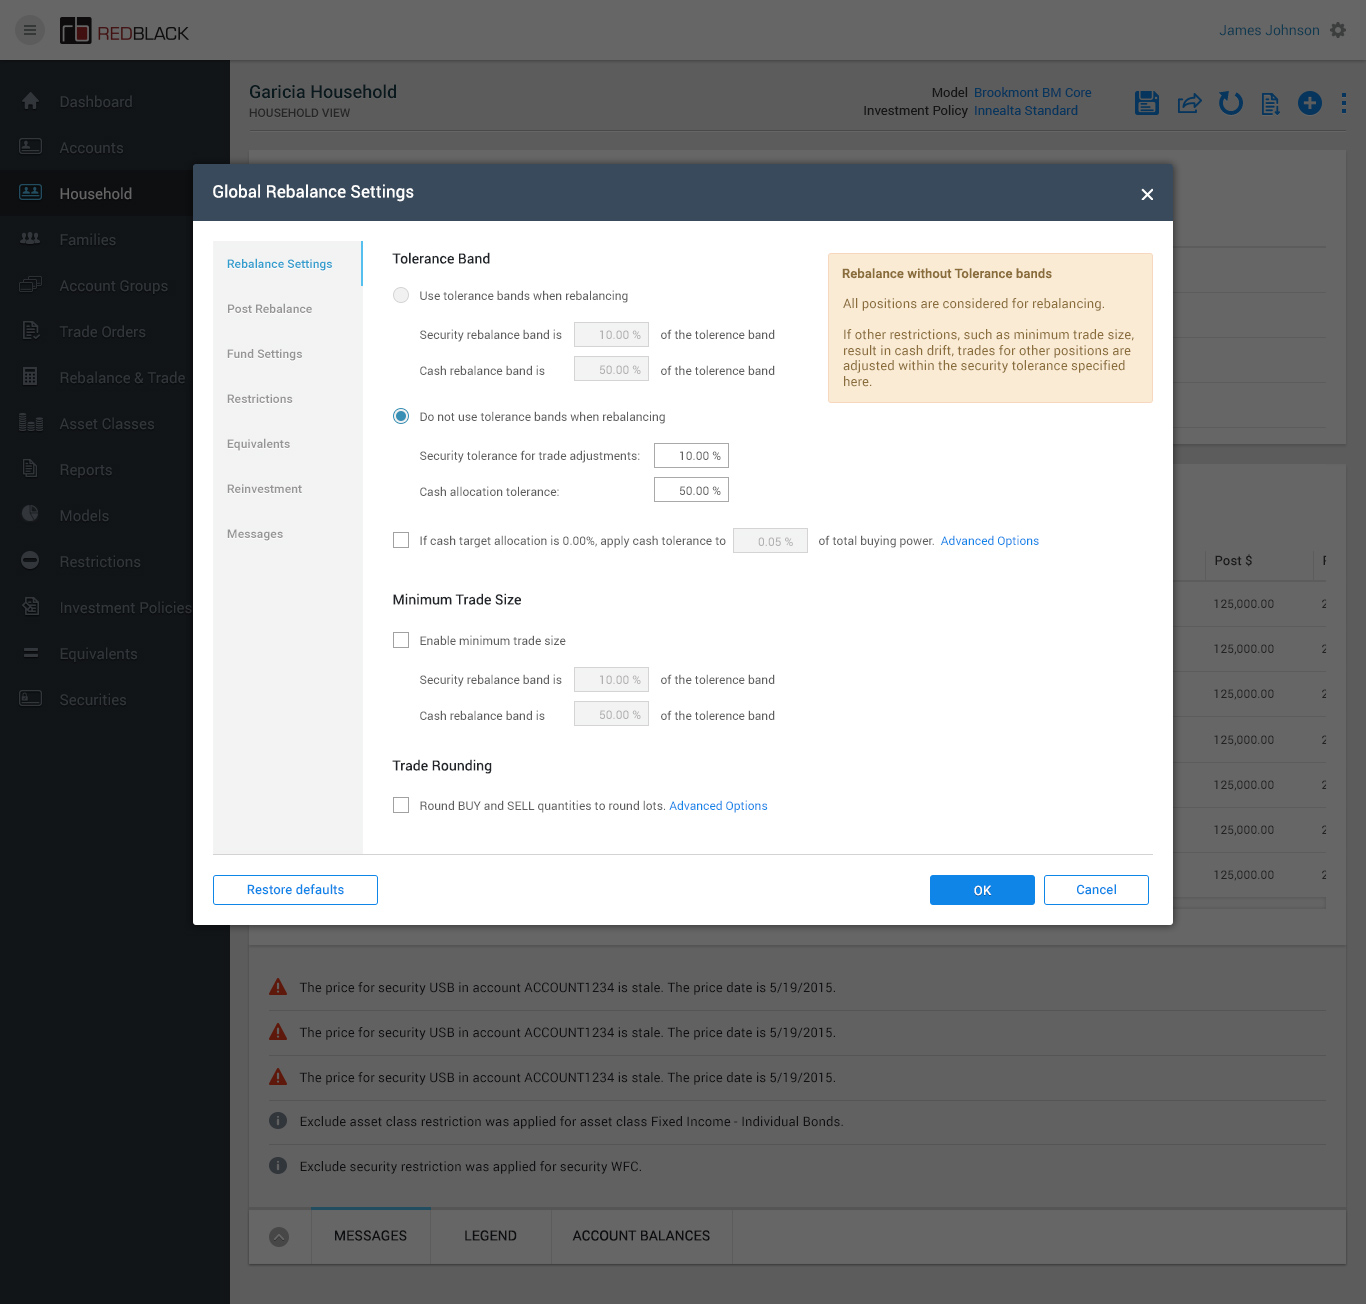 REDBLACK
James Johnson
Dashboard
Accounts
Household
Families
Account Groups
Trade Orders
Rebalance & Trade
Asset Classes
Reports
Models
Restrictions
Investment Policies
Equivalents
Securities
Garicia Household
HOUSEHOLD VIEW
Model Brookmont BM Core
Investment Policy Innealta Standard
Global Rebalance Settings
Rebalance Settings
Post Rebalance
Fund Settings
Restrictions
Equivalents
Reinvestment
Messages
Tolerance Band
Use tolerance bands when rebalancing
Security rebalance band is 10.00 % of the tolerence band
Cash rebalance band is 50.00 % of the tolerence band
Do not use tolerance bands when rebalancing
Security tolerance for trade adjustments: 10.00 %
Cash allocation tolerance: 50.00 %
If cash target allocation is 0.00%, apply cash tolerance to 0.05 % of total buying power. Advanced Options
Rebalance without Tolerance bands
All positions are considered for rebalancing.
If other restrictions, such as minimum trade size,
result in cash drift, trades for other positions are
adjusted within the security tolerance specified
here.
Minimum Trade Size
Enable minimum trade size
Security rebalance band is 10.00 % of the tolerence band
Cash rebalance band is 50.00 % of the tolerence band
Trade Rounding
Round BUY and SELL quantities to round lots. Advanced Options
Restore defaults
OK
Cancel
Post $
125,000.00
125,000.00
125,000.00
125,000.00
125,000.00
125,000.00
125,000.00
The price for security USB in account ACCOUNT1234 is stale. The price date is 5/19/2015.
The price for security USB in account ACCOUNT1234 is stale. The price date is 5/19/2015.
The price for security USB in account ACCOUNT1234 is stale. The price date is 5/19/2015.
Exclude asset class restriction was applied for asset class Fixed Income - Individual Bonds.
Exclude security restriction was applied for security WFC.
MESSAGES
LEGEND
ACCOUNT BALANCES